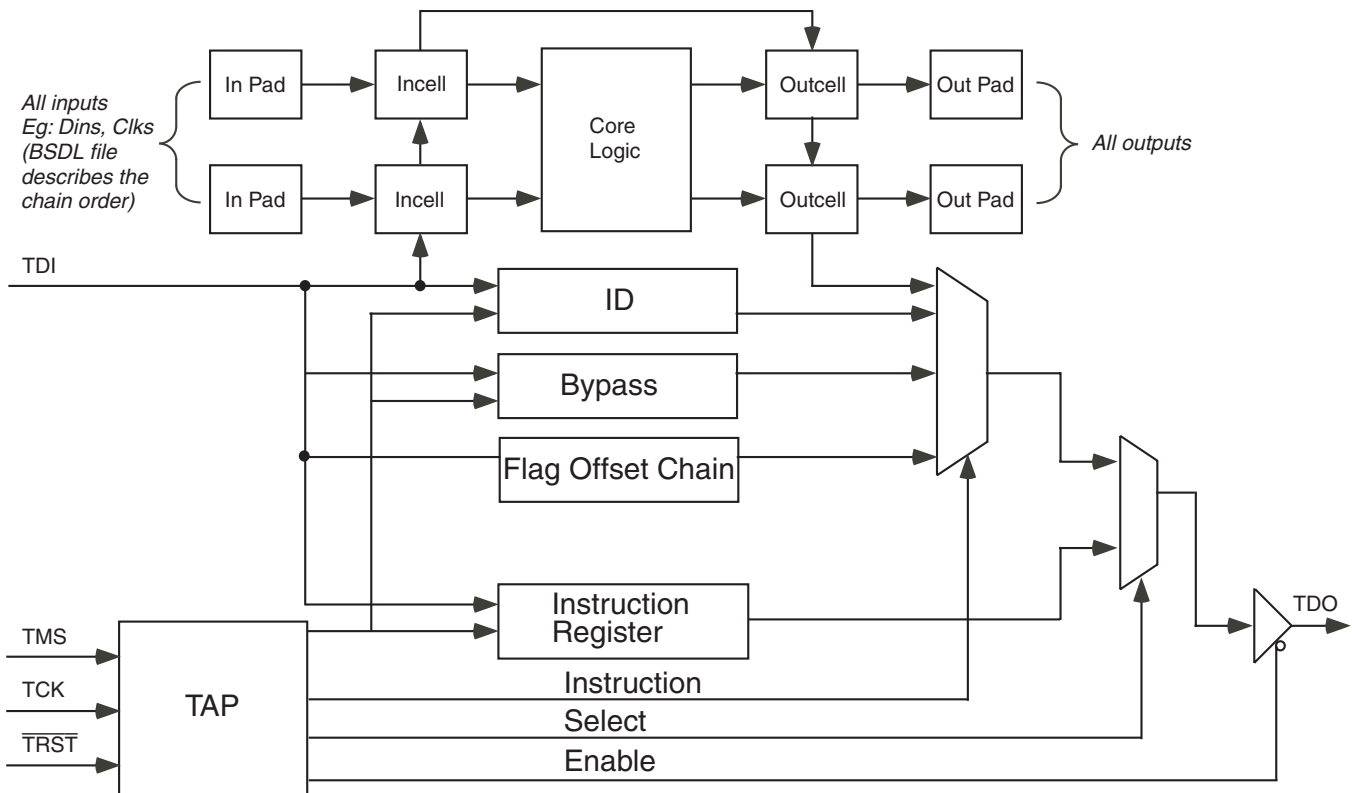 In Pad
Incell
Core
Logic
Outcell
Out Pad
All inputs
Eg: Dins, Clks
(BSDL file
describes the
chain order)
All outputs
In Pad
Incell
Outcell
Out Pad
TDI
ID
Bypass
Flag Offset Chain
Instruction
Register
TDO
TMS
TCK
TRST
TAP
Instruction
Select
Enable